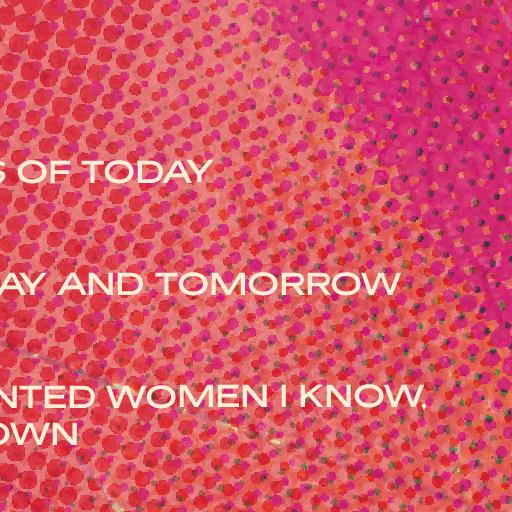 S OF TODAY
AY AND TOMORROW
NTED WOMEN I KNOW,
OWN